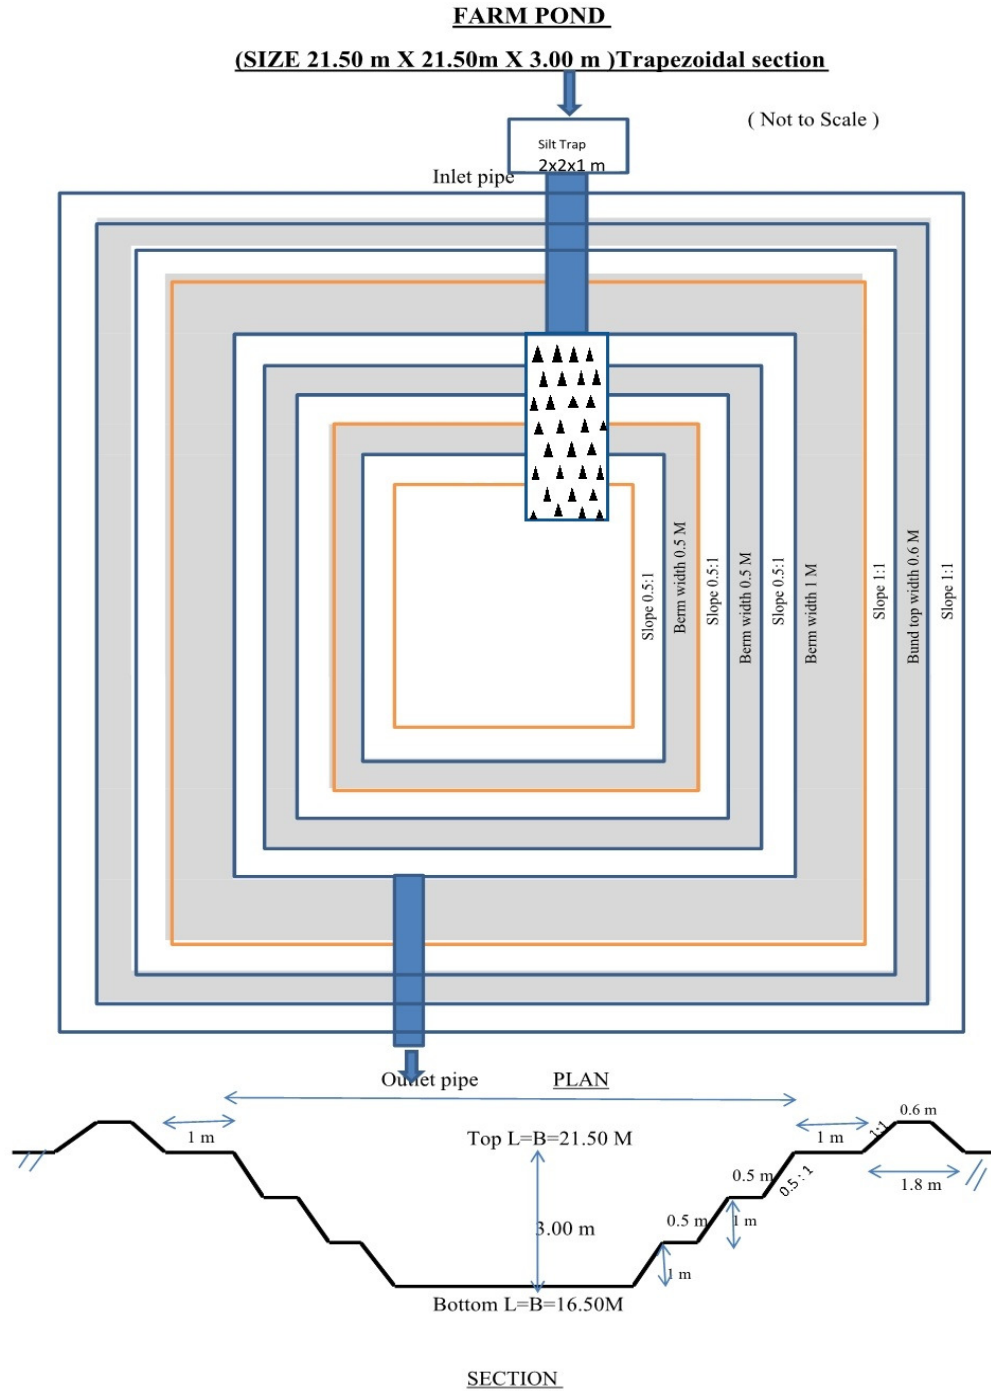 FARM POND
(SIZE 21.50 m X 21.50m X 3.00 m )Trapezoidal section
( Not to Scale )
Silt Trap
2x2x1 m
Inlet pipe
Slope 0.5:1
Berm width 0.5 M
Slope 0.5:1
Berm width 0.5 M
Slope 0.5:1
Berm width 1 M
Slope 1:1
Bund top width 0.6 M
Slope 1:1
Outlet pipe
PLAN
0.6 m
1 m
Top L=B=21.50 M
1 m
1:1
1.8 m
0.5 m
0.5 : 1
3.00 m
0.5 m
1 m
1 m
Bottom L=B=16.50M
SECTION